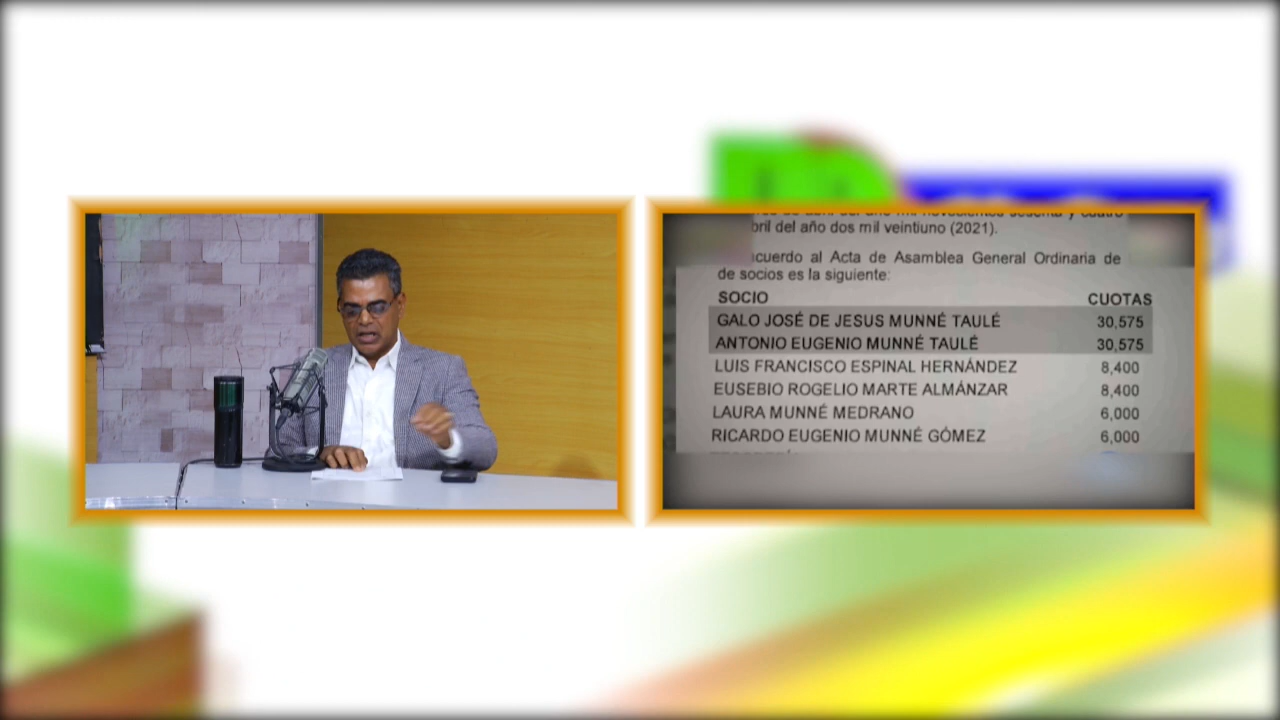 bril del año dos mil veintiuno (2021).
cuerdo al Acta de Asamblea General Ordinaria de
de socios es la siguiente:
SOCIO CUOTAS
GALO JOSÉ DE JESUS MUNNÉ TAULÉ 30,575
ANTONIO EUGENIO MUNNÉ TAULÉ 30,575
LUIS FRANCISCO ESPINAL HERNÁNDEZ 8,400
EUSEBIO ROGELIO MARTE ALMÁNZAR 8,400
LAURA MUNNÉ MEDRANO 6,000
RICARDO EUGENIO MUNNÉ GÓMEZ 6,000